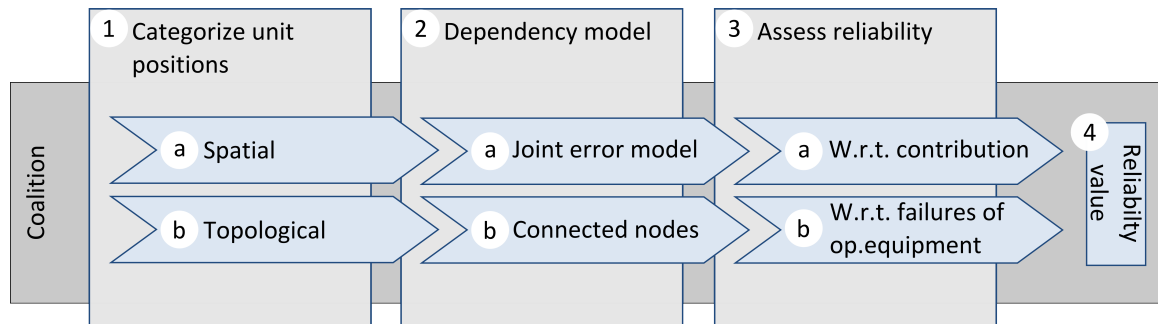 1 Categorize unit
positions
2 Dependency model
3 Assess reliability
Coalition
a Spatial
a Joint error model
a W.r.t. contribution
b Topological
b Connected nodes
b W.r.t. failures of
op.equipment
4
Reliabilty
value